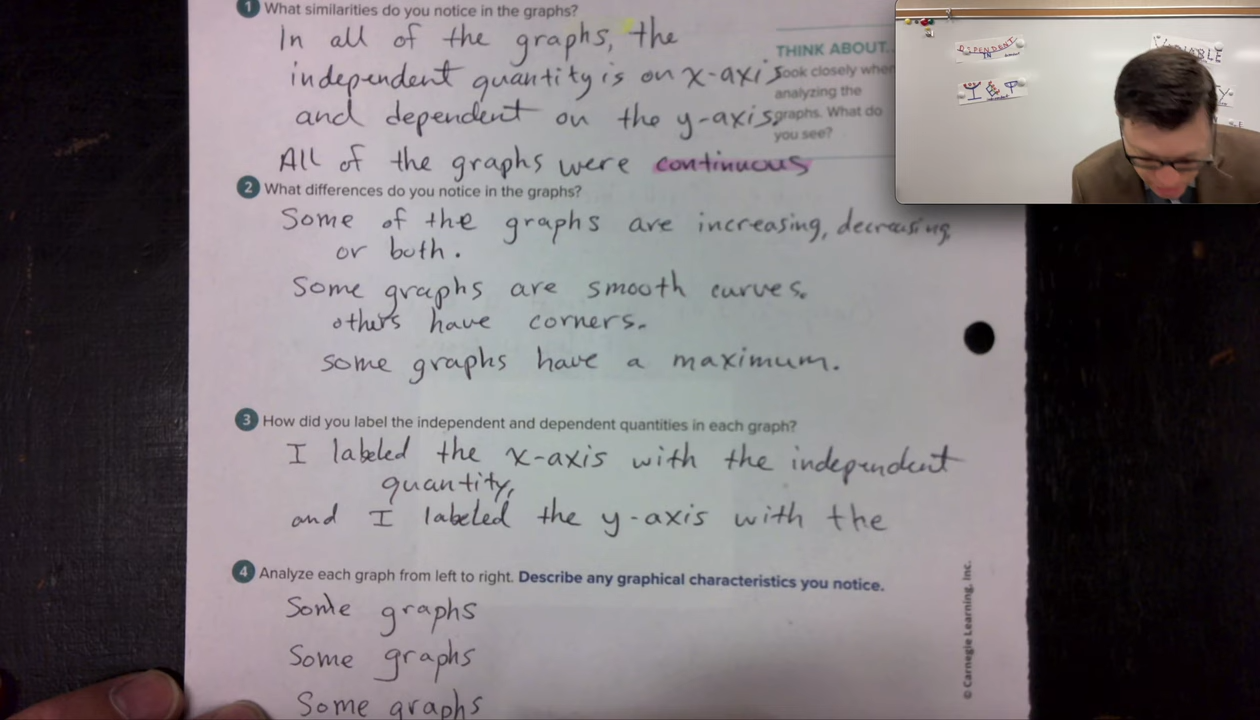 1 What similarities do you notice in the graphs?
In all of the graphs, the
independent quantity is on x-axis
and dependent on the y-axis.
All of the graphs were continuous
THINK ABOUT...
Look closely when
analyzing the
graphs. What do
you see?
2 What differences do you notice in the graphs?
Some of the graphs are increasing, decreasing,
or both.
Some graphs are smooth curves.
others have corners.
some graphs have a maximum.
3 How did you label the independent and dependent quantities in each graph?
I labeled the x-axis with the independent
quantity,
and I labeled the y-axis with the
4 Analyze each graph from left to right. Describe any graphical characteristics you notice.
Some graphs
Some graphs
Some graphs
© Carnegie Learning, Inc.
DEPENDENT
IN